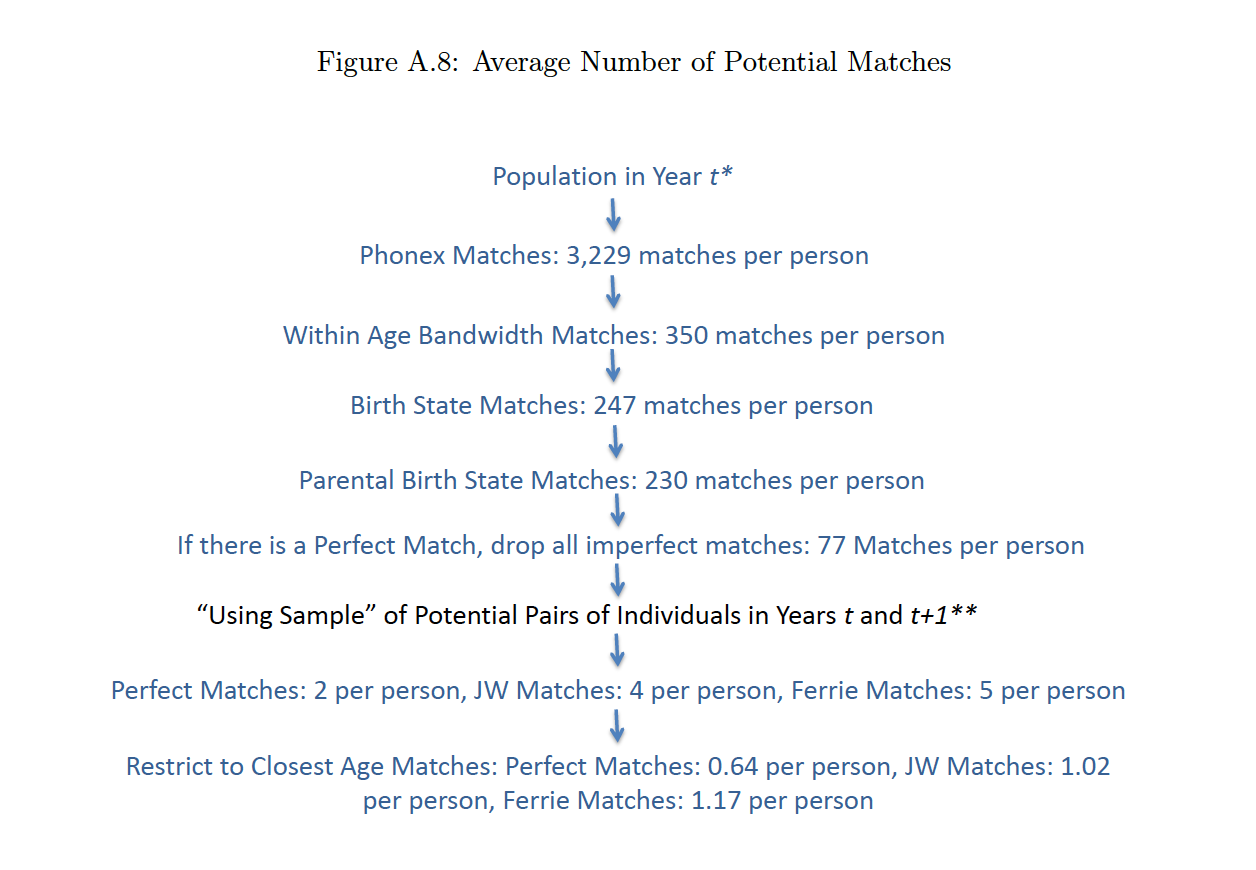 Figure A.8: Average Number of Potential Matches
Population in Year t*
Phonex Matches: 3,229 matches per person
Within Age Bandwidth Matches: 350 matches per person
Birth State Matches: 247 matches per person
Parental Birth State Matches: 230 matches per person
If there is a Perfect Match, drop all imperfect matches: 77 Matches per person
“Using Sample” of Potential Pairs of Individuals in Years t and t+1**
Perfect Matches: 2 per person, JW Matches: 4 per person, Ferrie Matches: 5 per person
Restrict to Closest Age Matches: Perfect Matches: 0.64 per person, JW Matches: 1.02
per person, Ferrie Matches: 1.17 per person